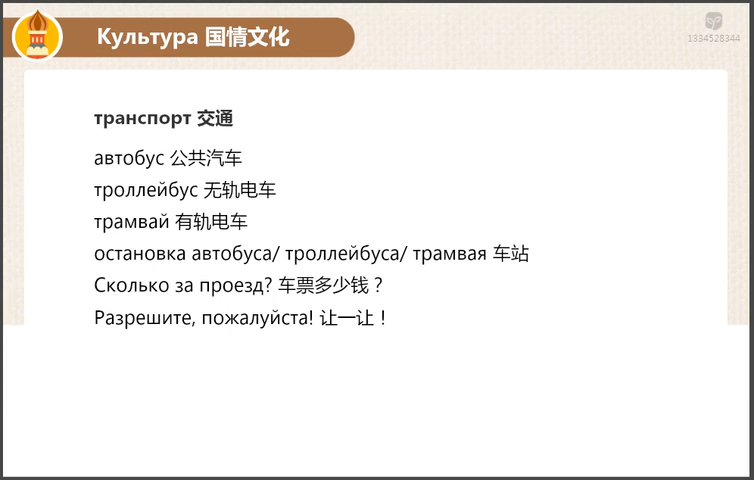 Культура 国情文化
1334528344
транспорт 交通
автобус 公共汽车
троллейбус 无轨电车
трамвай 有轨电车
остановка автобуса/ троллейбуса/ трамвая 车站
Сколько за проезд? 车票多少钱？
Разрешите, пожалуйста! 让一让！